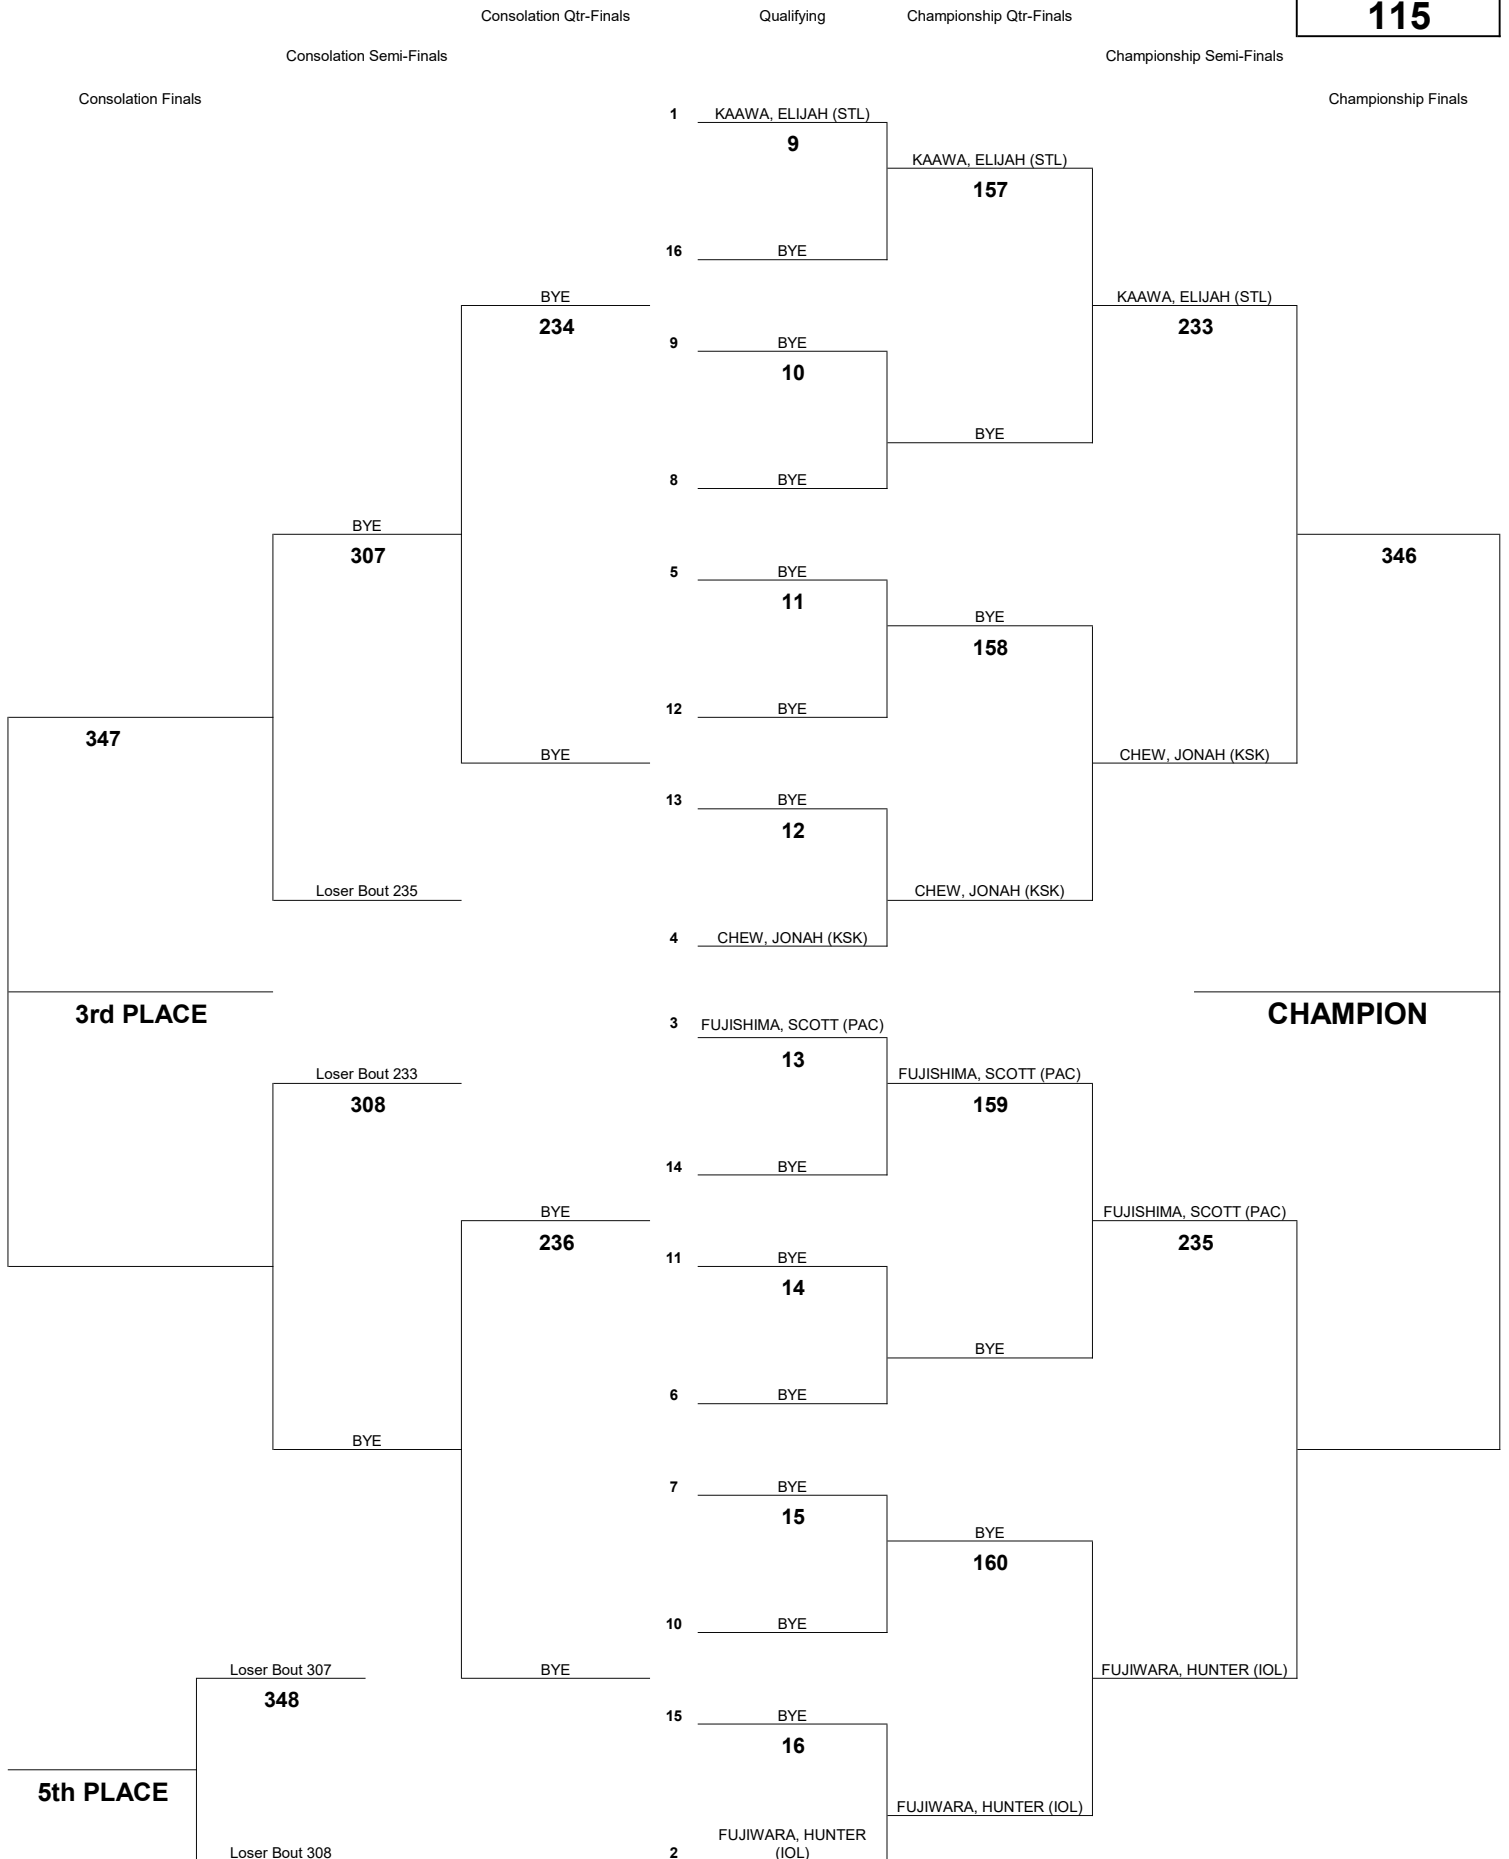 Consolation Qtr-Finals Qualifying Championship Qtr-Finals 115
Consolation Semi-Finals Championship Semi-Finals
Consolation Finals Championship Finals
1 KAAWA, ELIJAH (STL)
9
KAAWA, ELIJAH (STL)
157
16 BYE
BYE KAAWA, ELIJAH (STL)
234 233
9 BYE
10
BYE
8 BYE
BYE
307 346
5 BYE
11
BYE
158
12 BYE
347
BYE CHEW, JONAH (KSK)
13 BYE
12
Loser Bout 235 CHEW, JONAH (KSK)
4 CHEW, JONAH (KSK)
3rd PLACE CHAMPION
3 FUJISHIMA, SCOTT (PAC)
13
Loser Bout 233 FUJISHIMA, SCOTT (PAC)
308 159
14 BYE
BYE FUJISHIMA, SCOTT (PAC)
236 235
11 BYE
14
BYE
6 BYE
BYE
7 BYE
15
BYE
160
10 BYE
Loser Bout 307 BYE FUJIWARA, HUNTER (IOL)
348
15 BYE
16
5th PLACE
FUJIWARA, HUNTER (IOL)
FUJIWARA, HUNTER
Loser Bout 308 2 (IOL)